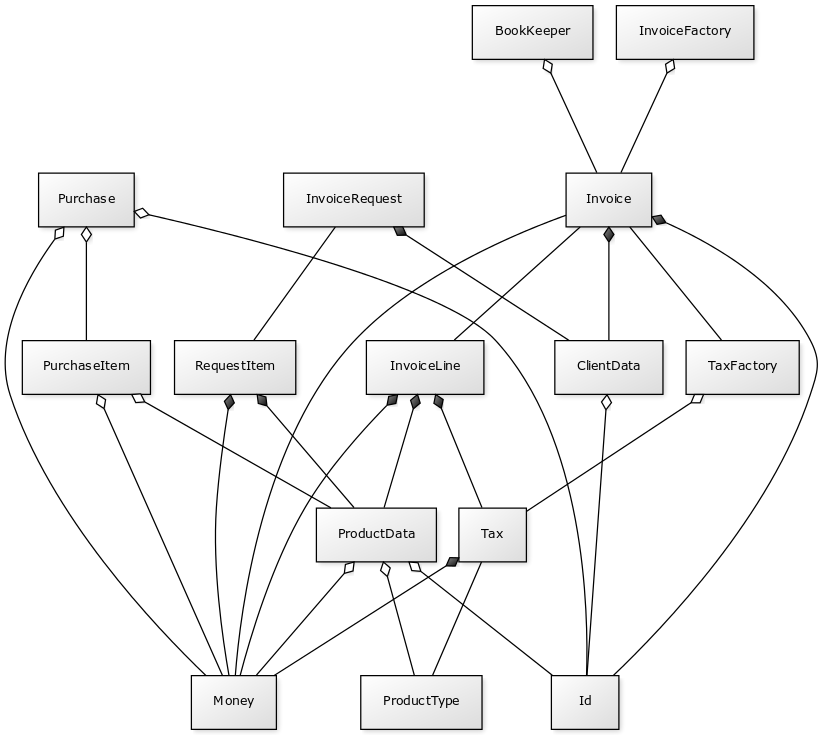 BookKeeper
InvoiceFactory
Purchase
InvoiceRequest
Invoice
PurchaseItem
RequestItem
InvoiceLine
ClientData
TaxFactory
ProductData
Tax
Money
ProductType
Id